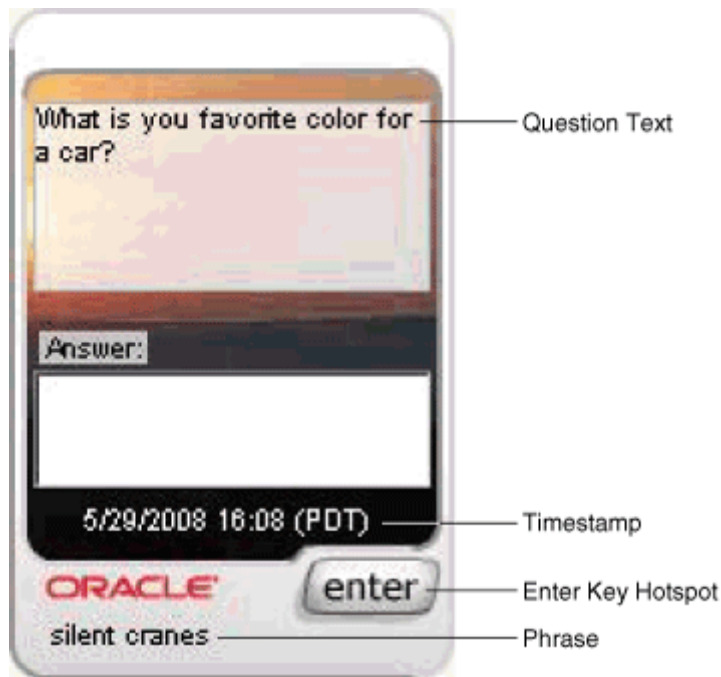 What is you favorite color for
a car?
Question Text
Answer:
5/29/2008 16:08 (PDT)
Timestamp
ORACLE
enter
Enter Key Hotspot
silent cranes
Phrase